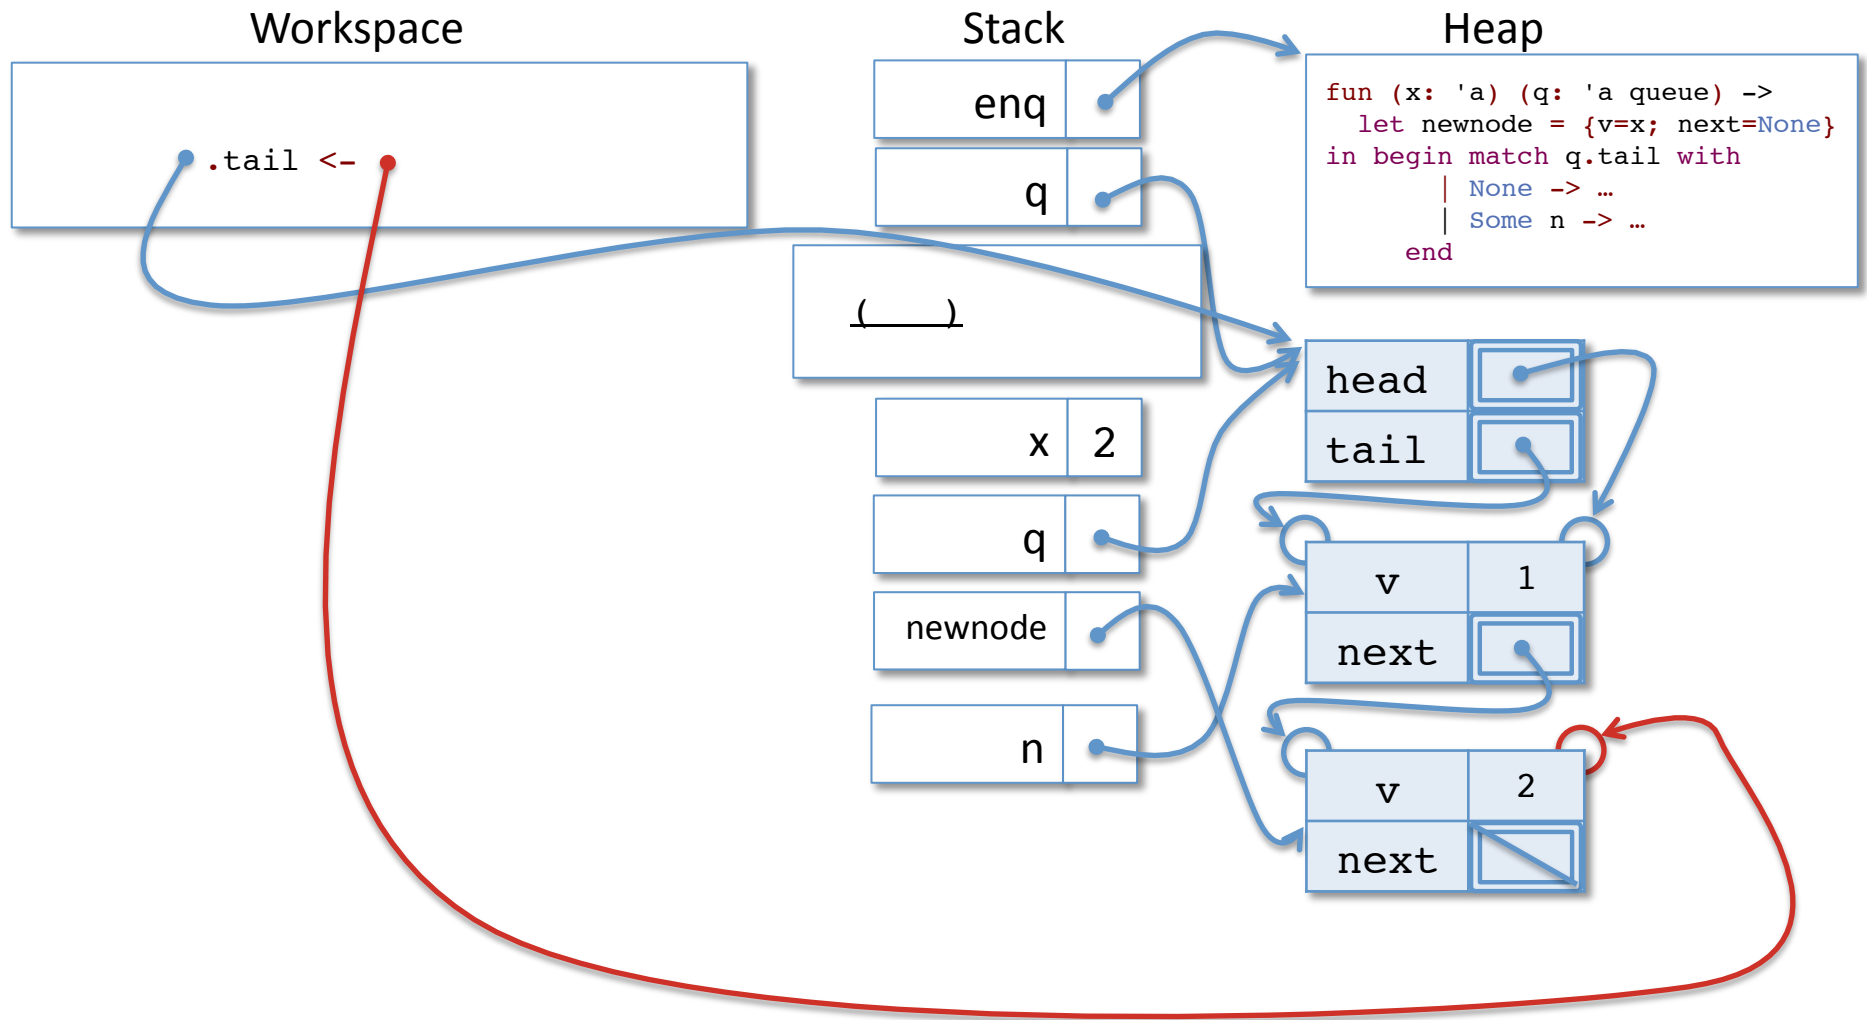 Workspace
Stack
Heap
.tail <-
enq
q
(    )
x 2
q
newnode
n
fun (x: 'a) (q: 'a queue) ->
let newnode = {v=x; next=None}
in begin match q.tail with
| None -> …
| Some n -> …
end
head
tail
v 1
next
v 2
next